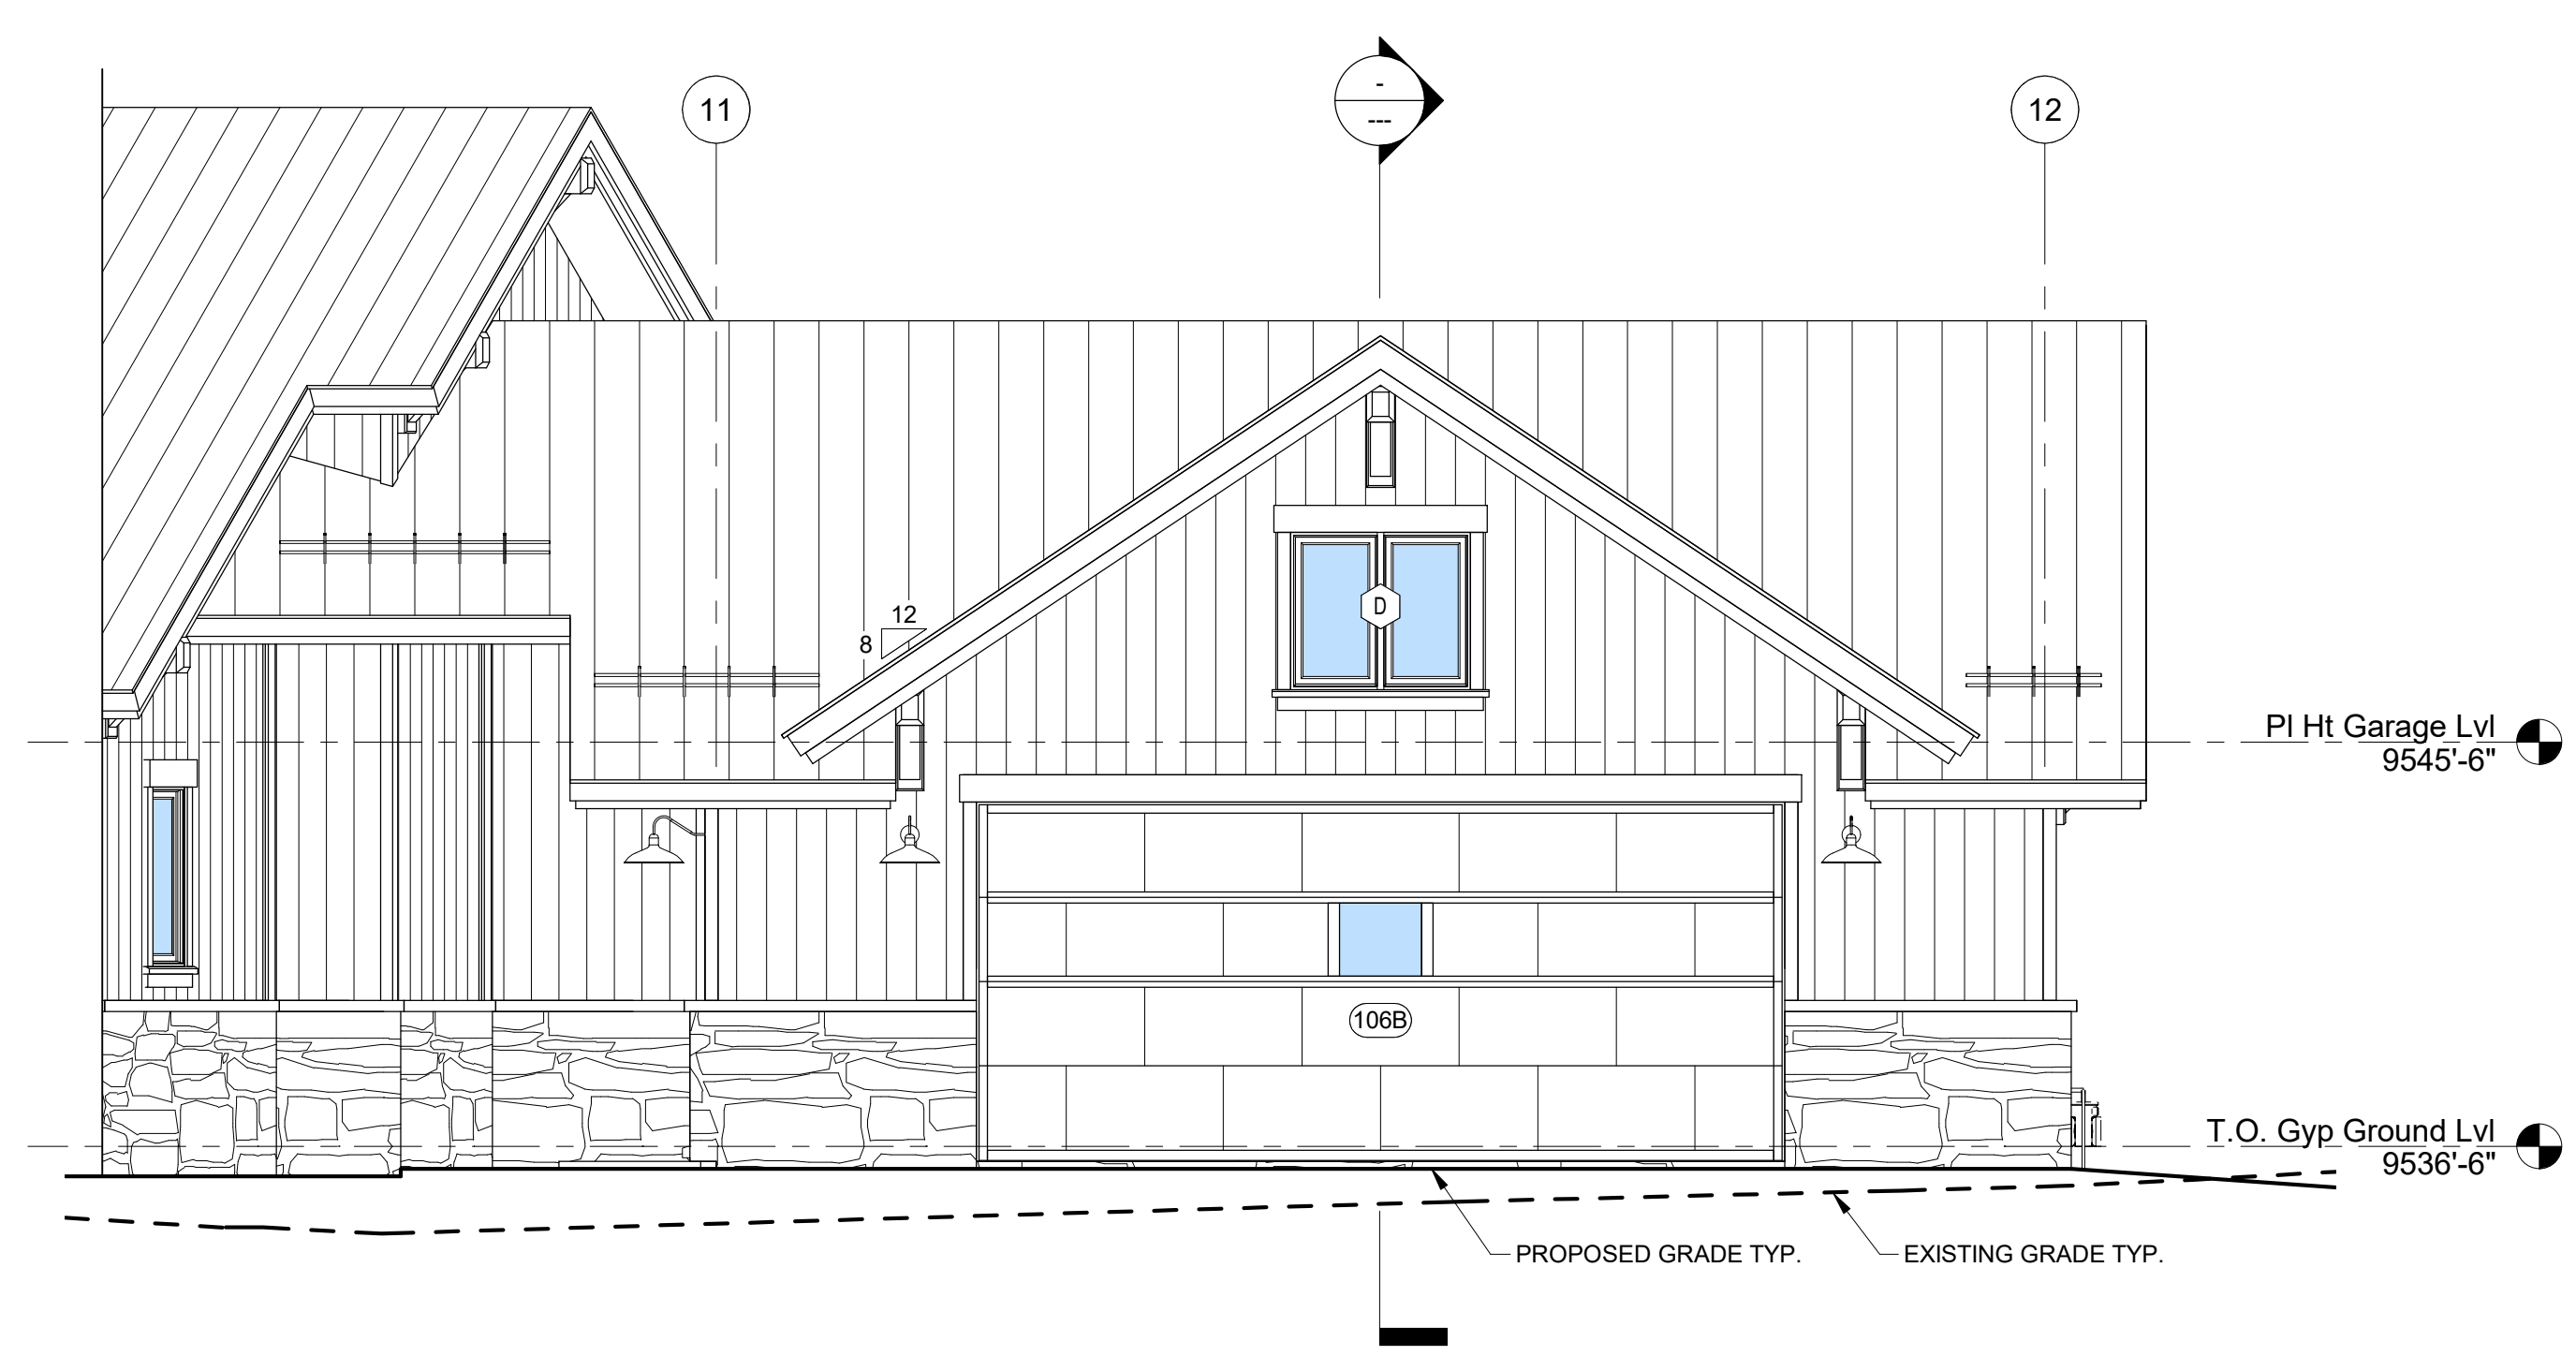 11
-
---
12
12
8
D
Pl Ht Garage Lvl
9545'-6"
106B
T.O. Gyp Ground Lvl
9536'-6"
PROPOSED GRADE TYP.
EXISTING GRADE TYP.